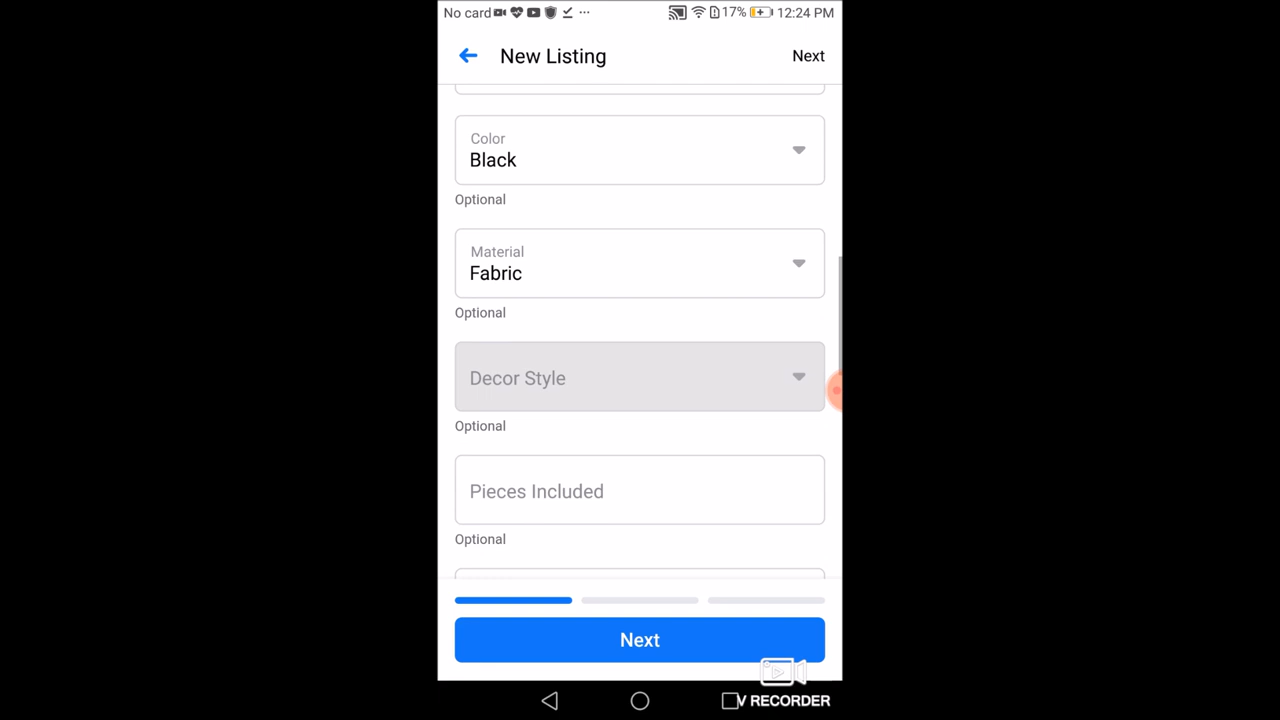 No card ... 17% 12:24 PM
New Listing Next
Color
Black
Optional
Material
Fabric
Optional
Decor Style
Optional
Pieces Included
Optional
Next
V RECORDER